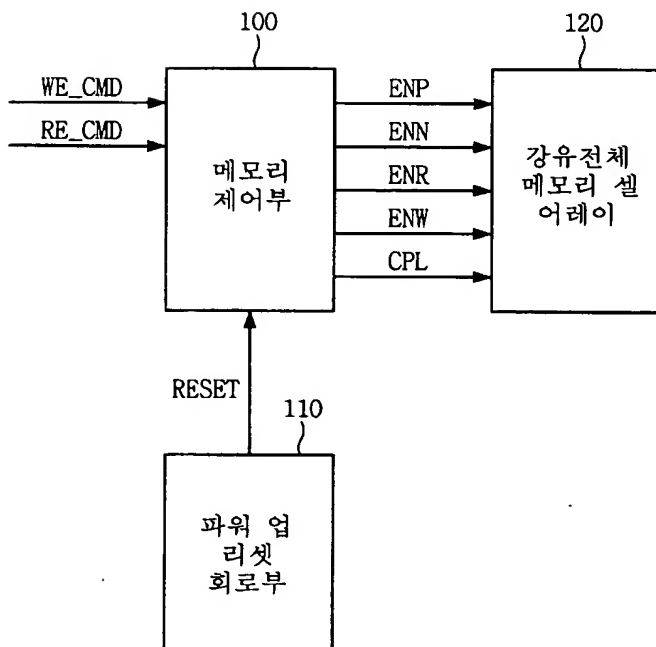 100
120
WE_CMD
RE_CMD
메모리
제어부
ENP
ENN
ENR
ENW
CPL
강유전체
메모리 셀
어레이
RESET
110
파워 업
리셋
회로부